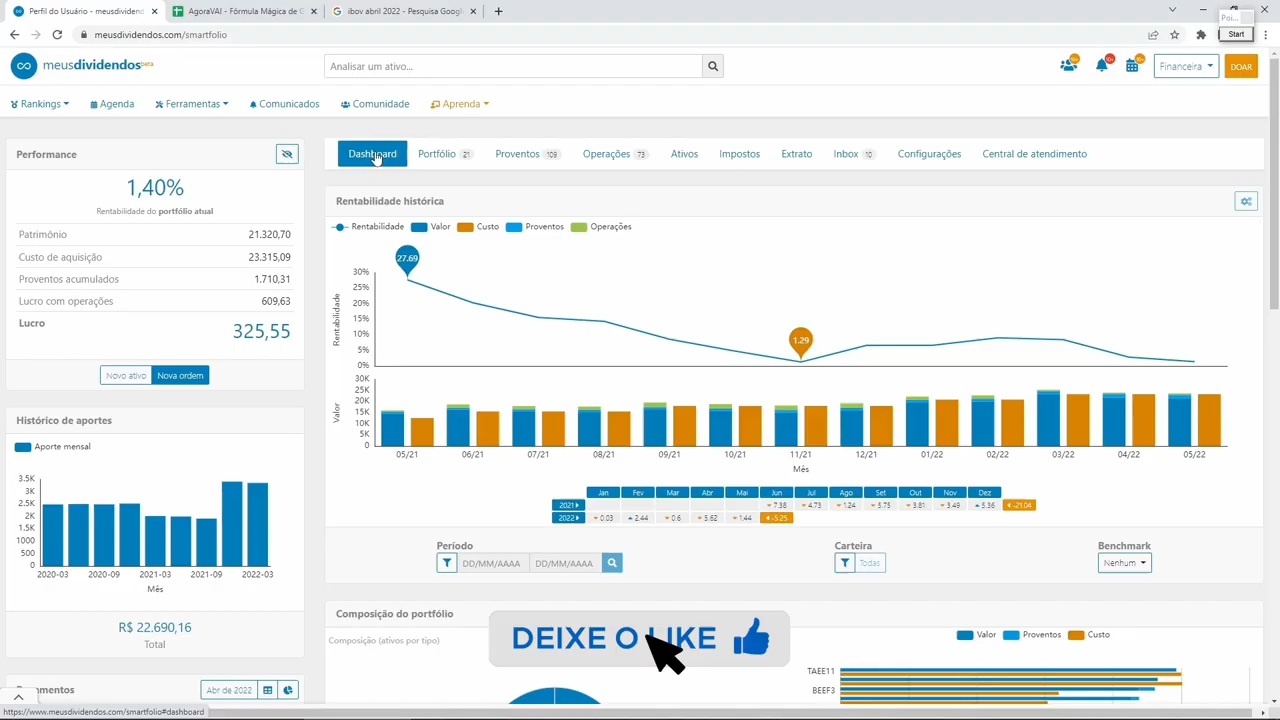 Perfil do Usuário - meusdividend
AgoraVAI - Fórmula Mágica de G
ibov abril 2022 - Pesquisa Goog
Poi...
Start
meusdividendos.com/smartfolio
meusdividendos beta
Analisar um ativo...
Financeira
DOAR
Rankings
Agenda
Ferramentas
Comunicados
Comunidade
Aprenda
Performance
1,40%
Rentabilidade do portfólio atual
Patrimônio 21.320,70
Custo de aquisição 23.315,09
Proventos acumulados 1.710,31
Lucro com operações 609,63
Lucro 325,55
Novo ativo Nova ordem
Histórico de aportes
Aporte mensal
3.5K
3K
2.5K
2K
1.5K
1000
500
0
2020-03 2020-09 2021-03 2021-09 2022-03
Mês
R$ 22.690,16
Total
Abr de 2022
Dashboard Portfólio 21 Proventos 109 Operações 73 Ativos Impostos Extrato Inbox 10 Configurações Central de atendimento
Rentabilidade histórica
Rentabilidade Valor Custo Proventos Operações
27.69
1.29
Rentabilidade
30%
25%
20%
15%
10%
5%
0%
Valor
30K
25K
20K
15K
10K
5K
0
05/21 06/21 07/21 08/21 09/21 10/21 11/21 12/21 01/22 02/22 03/22 04/22 05/22
Mês
Jan Fev Mar Abr Mai Jun Jul Ago Set Out Nov Dez
2021 7.38 4.73 1.24 5.75 3.81 3.49 5.36 -21.04
2022 0.03 2.44 0.6 5.62 1.44 -5.25
Período
DD/MM/AAAA DD/MM/AAAA
Carteira
Todas
Benchmark
Nenhum
Composição do portfólio
Composição (ativos por tipo)
Valor Proventos Custo
TAEE11
BEEF3
DEIXE O LIKE
https://www.meusdividendos.com/smartfolio#dashboard